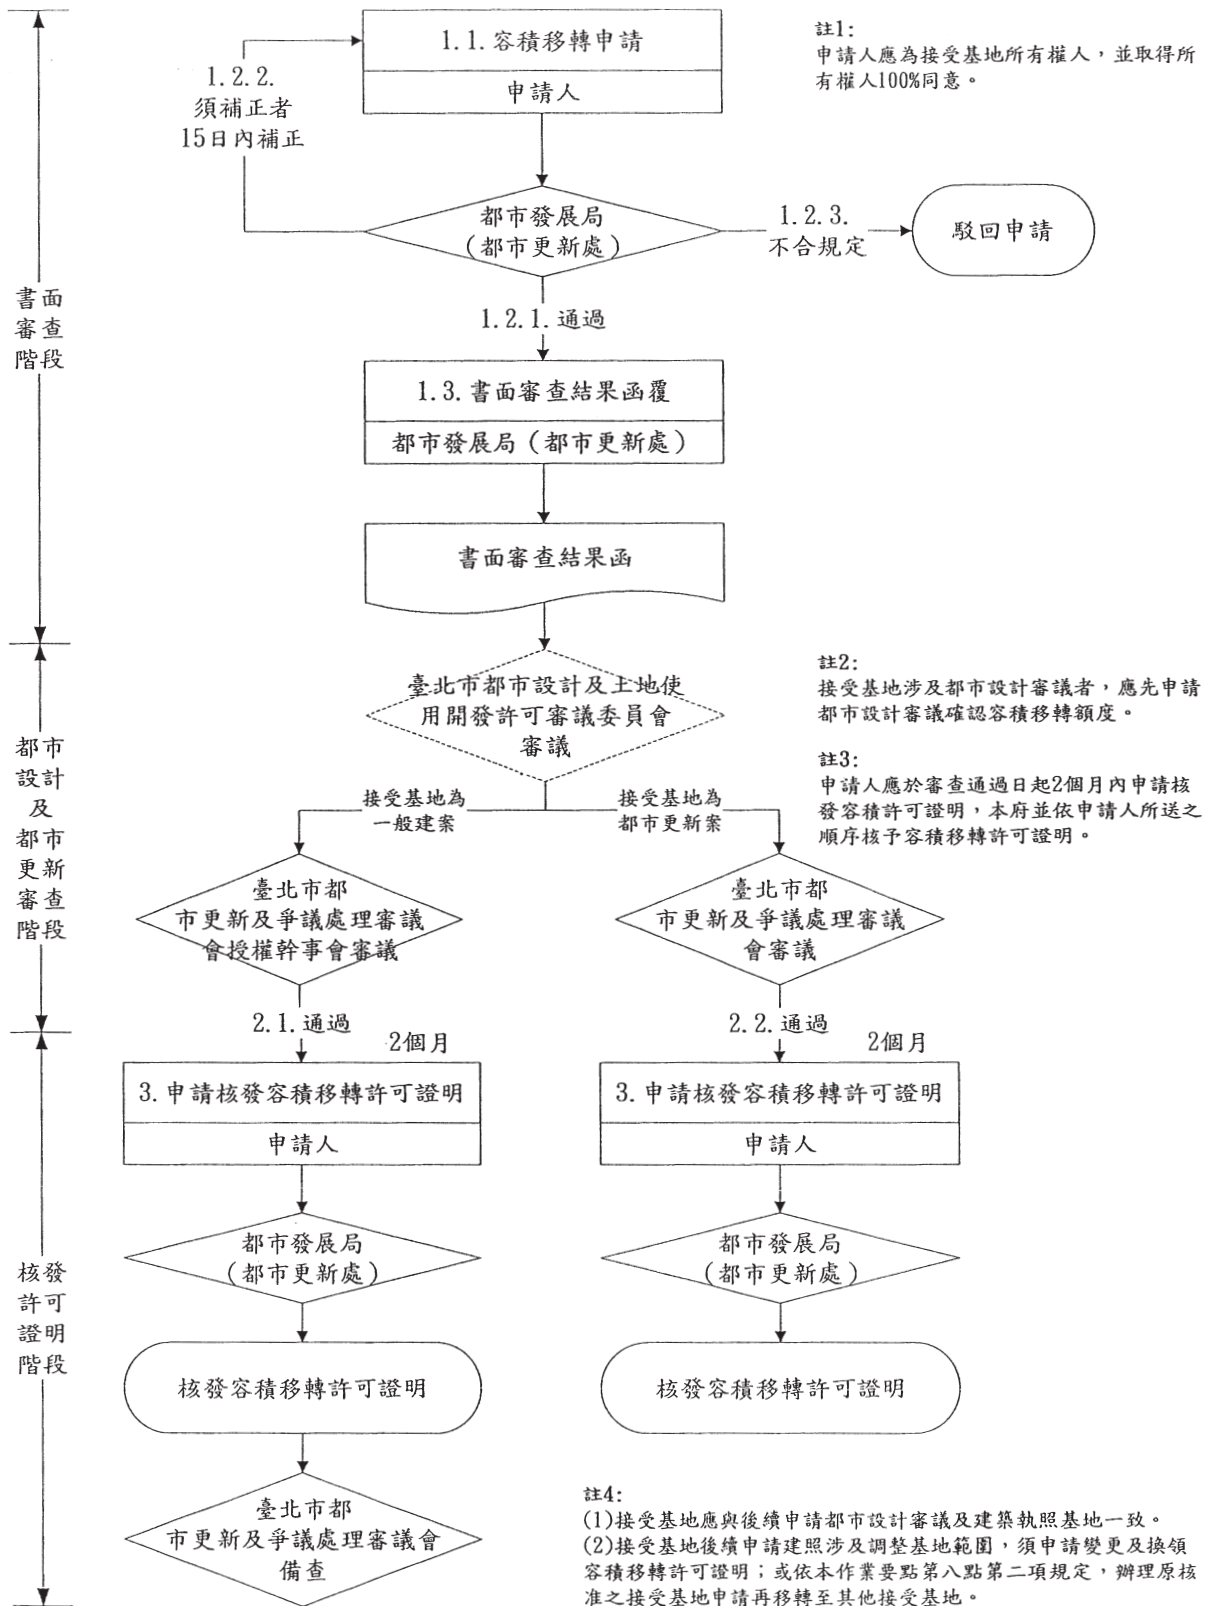 1.1.容積移轉申請
申請人
註1:
申請人應為接受基地所有權人，並取得所
有權人100%同意。
1.2.2.
須補正者
15日內補正
都市發展局
(都市更新處)
1.2.3.
不合規定
駁回申請
1.2.1.通過
書面
審查
階段
1.3.書面審查結果函覆
都市發展局（都市更新處）
書面審查結果函
臺北市都市設計及土地使
用開發許可審議委員會
審議
註2:
接受基地涉及都市設計審議者，應先申請
都市設計審議確認容積移轉額度。
註3:
申請人應於審查通過日起2個月內申請核
發容積許可證明，本府並依申請人所送之
順序核予容積移轉許可證明。
都市
設計
及
都市
更新
審查
階段
接受基地為
一般建案
接受基地為
都市更新案
臺北市都
市更新及爭議處理審議
會授權幹事會審議
臺北市都
市更新及爭議處理審議
會審議
2.1.通過
2個月
2.2.通過
2個月
3.申請核發容積移轉許可證明
申請人
3.申請核發容積移轉許可證明
申請人
都市發展局
(都市更新處)
都市發展局
(都市更新處)
核發
許可
證明
階段
核發容積移轉許可證明
核發容積移轉許可證明
臺北市都
市更新及爭議處理審議會
備查
註4:
(1)接受基地應與後續申請都市設計審議及建築執照基地一致。
(2)接受基地後續申請建照涉及調整基地範圍，須申請變更及換領
容積移轉許可證明；或依本作業要點第八點第二項規定，辦理原核
准之接受基地申請再移轉至其他接受基地。